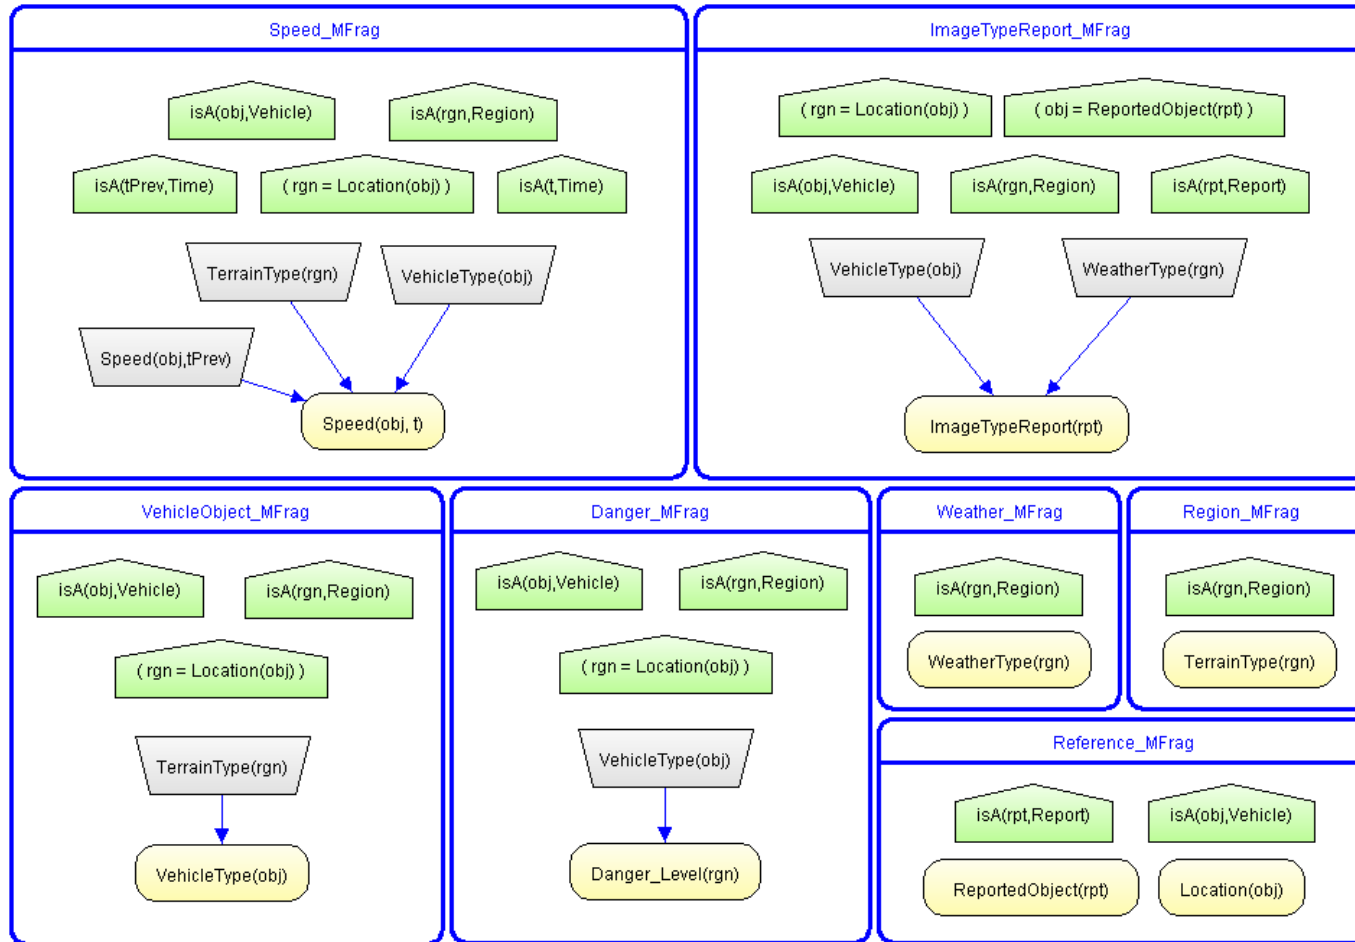 Speed_MFrag
isA(obj,Vehicle)
isA(rgn,Region)
isA(tPrev,Time)
( rgn = Location(obj) )
isA(t,Time)
TerrainType(rgn)
VehicleType(obj)
Speed(obj,tPrev)
Speed(obj, t)
ImageTypeReport_MFrag
( rgn = Location(obj) )
( obj = ReportedObject(rpt) )
isA(obj,Vehicle)
isA(rgn,Region)
isA(rpt,Report)
VehicleType(obj)
WeatherType(rgn)
ImageTypeReport(rpt)
VehicleObject_MFrag
isA(obj,Vehicle)
isA(rgn,Region)
( rgn = Location(obj) )
TerrainType(rgn)
VehicleType(obj)
Danger_MFrag
isA(obj,Vehicle)
isA(rgn,Region)
( rgn = Location(obj) )
VehicleType(obj)
Danger_Level(rgn)
Weather_MFrag
isA(rgn,Region)
WeatherType(rgn)
Region_MFrag
isA(rgn,Region)
TerrainType(rgn)
Reference_MFrag
isA(rpt,Report)
isA(obj,Vehicle)
ReportedObject(rpt)
Location(obj)